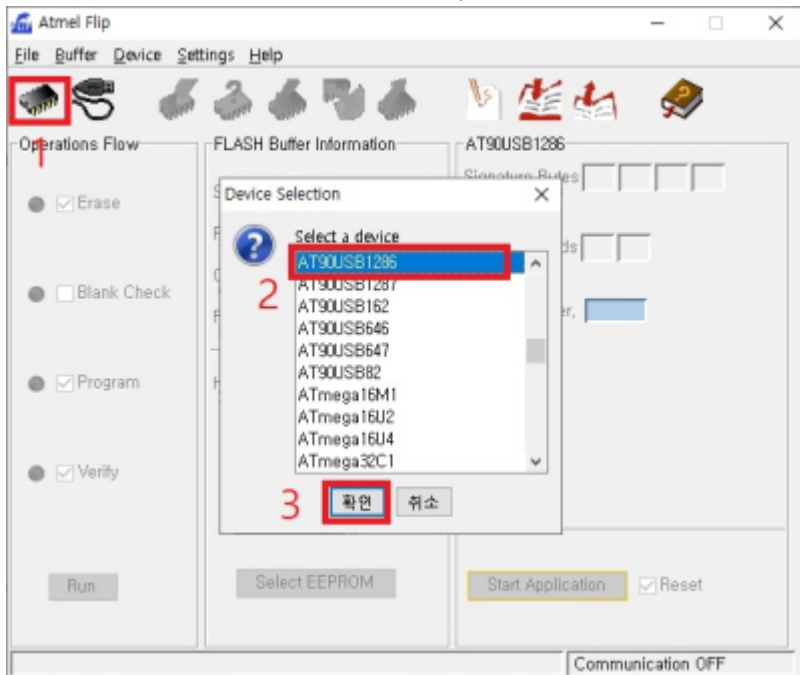 Atmel Flip
File Buffer Device Settings Help
1
Operations Flow
FLASH Buffer Information
AT90USB1286
Signature Bytes
Erase
Device Selection
Select a device
2
AT90USB1286
AT90USB1287
AT90USB162
AT90USB646
AT90USB647
AT90USB82
ATmega16M1
ATmega16U2
ATmega16U4
ATmega32C1
Blank Check
Program
Verify
3
확인 취소
Run
Select EEPROM
Start Application
Reset
Communication OFF